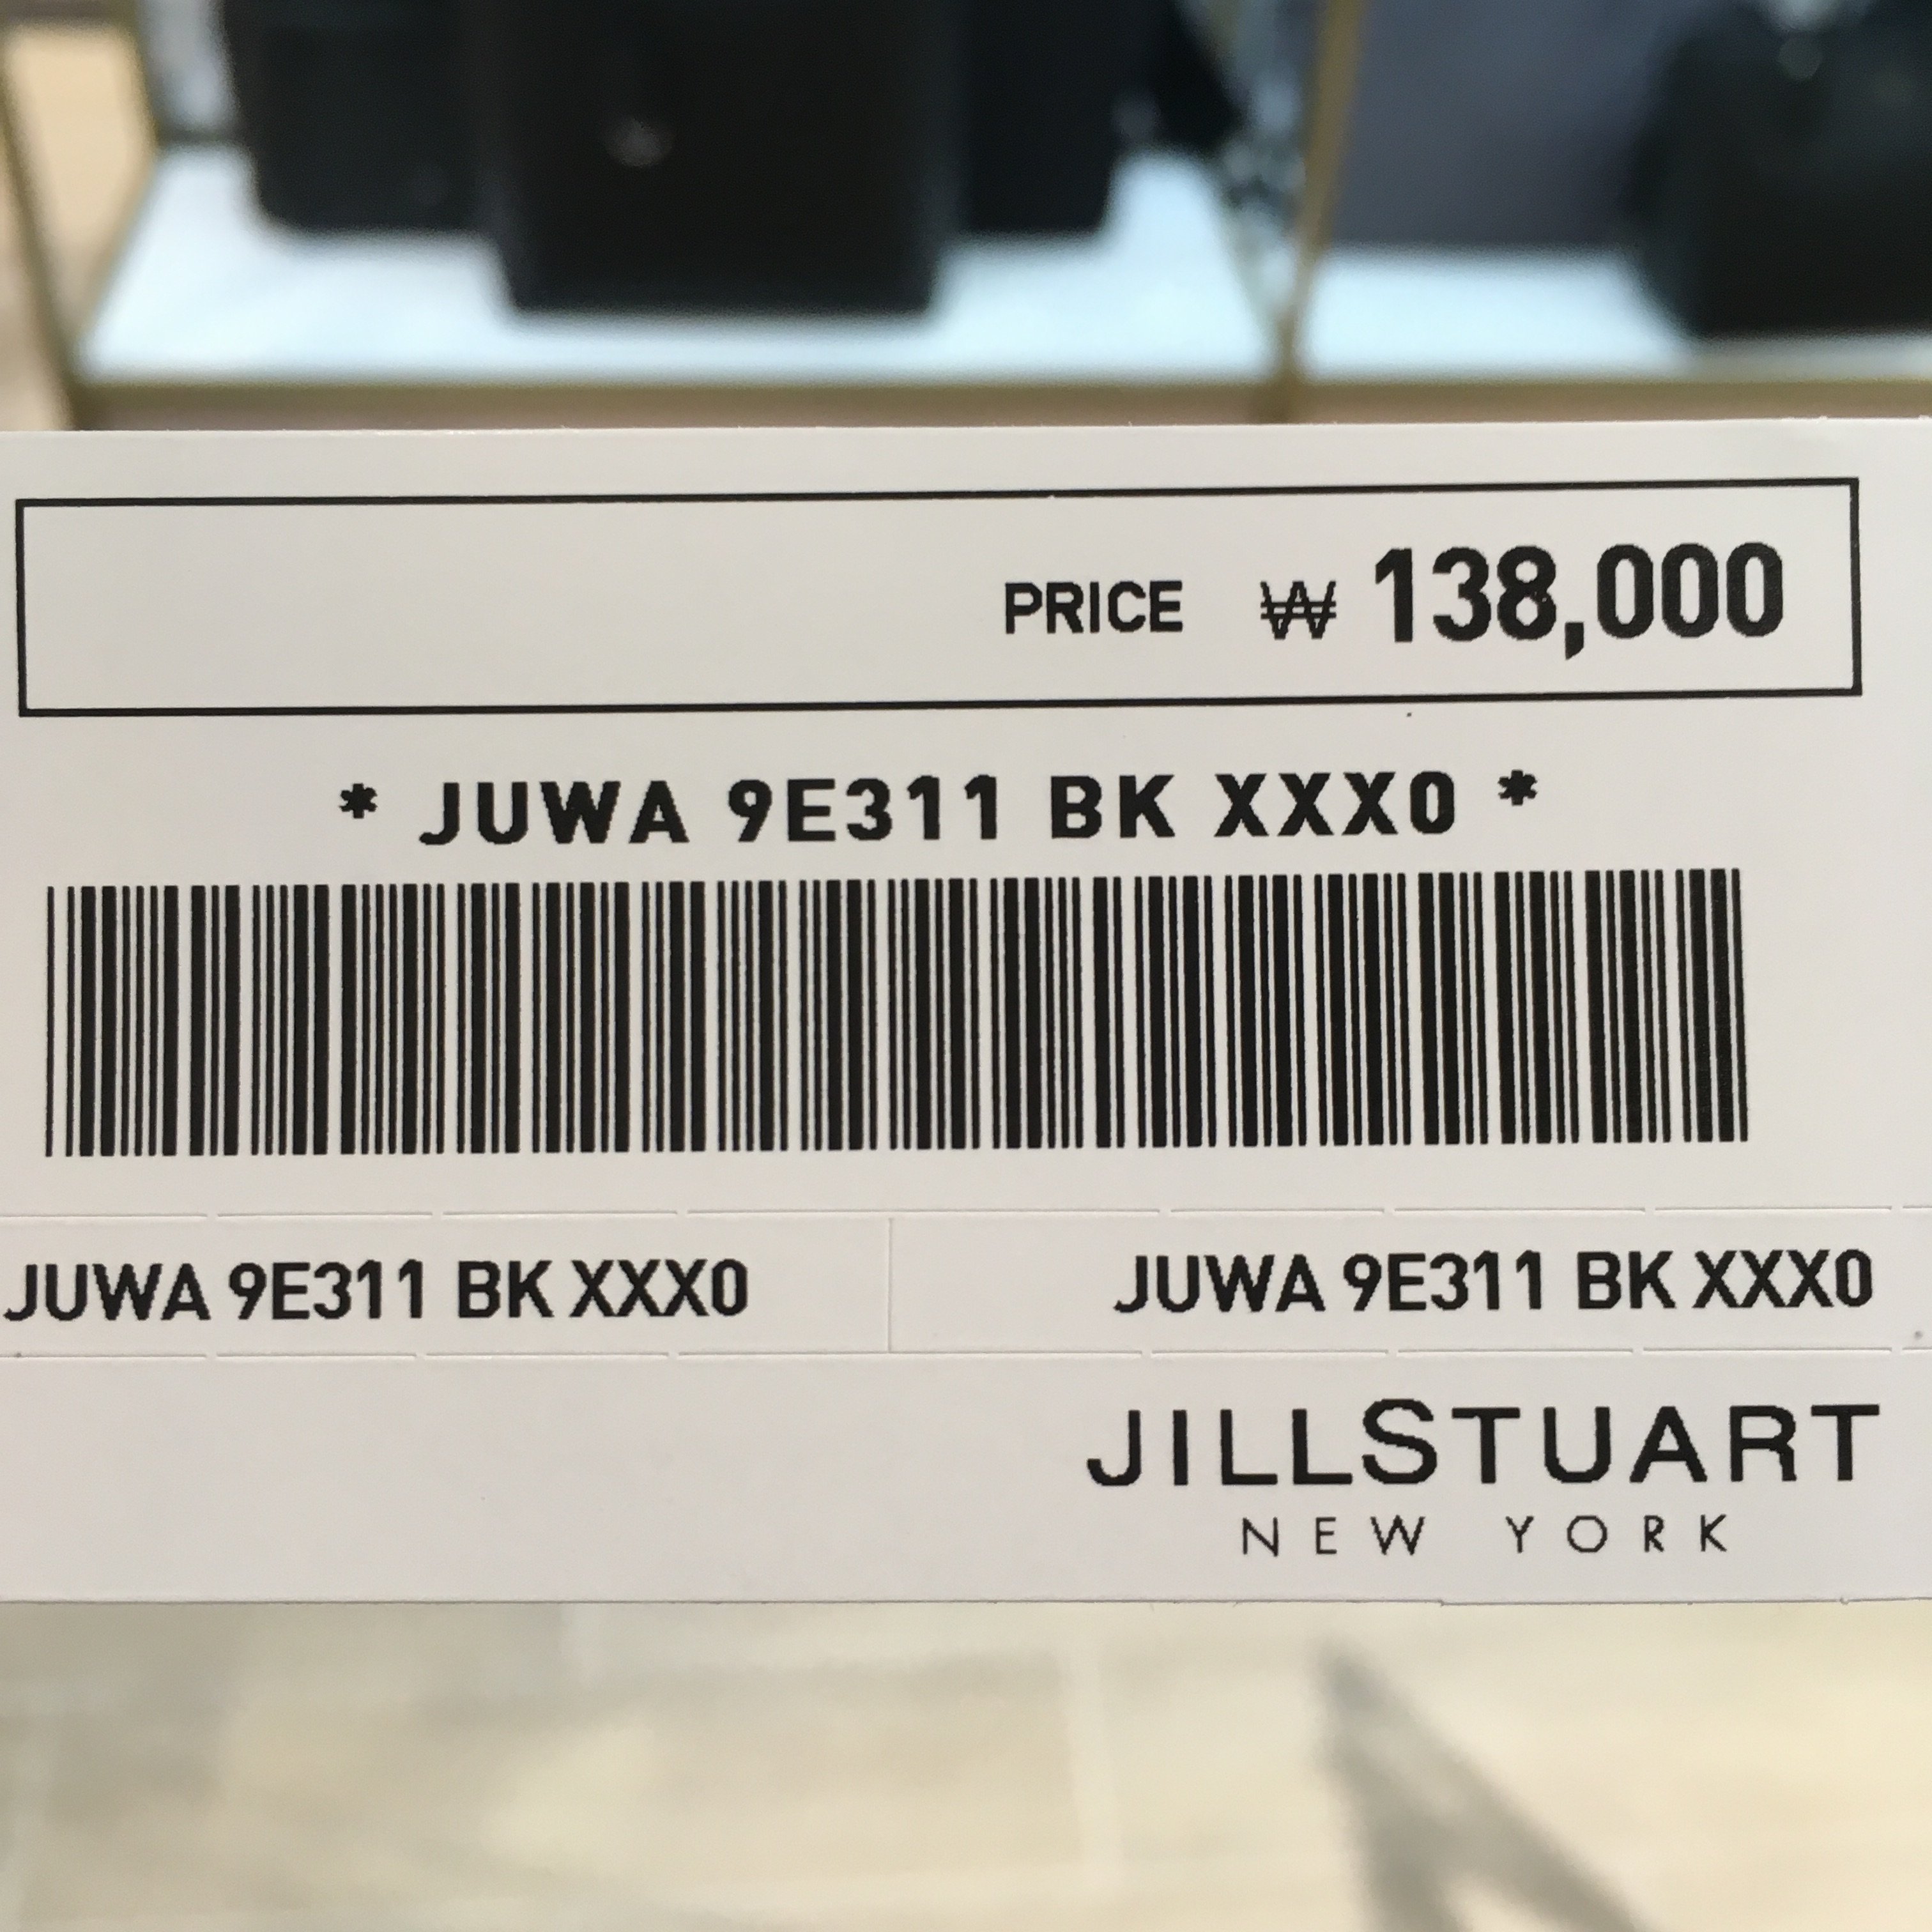 PRICE ₩ 138,000
* JUWA 9E311 BK XXX0 *
JUWA 9E311 BK XXX0
JUWA 9E311 BK XXX0
JILLSTUART
NEW YORK